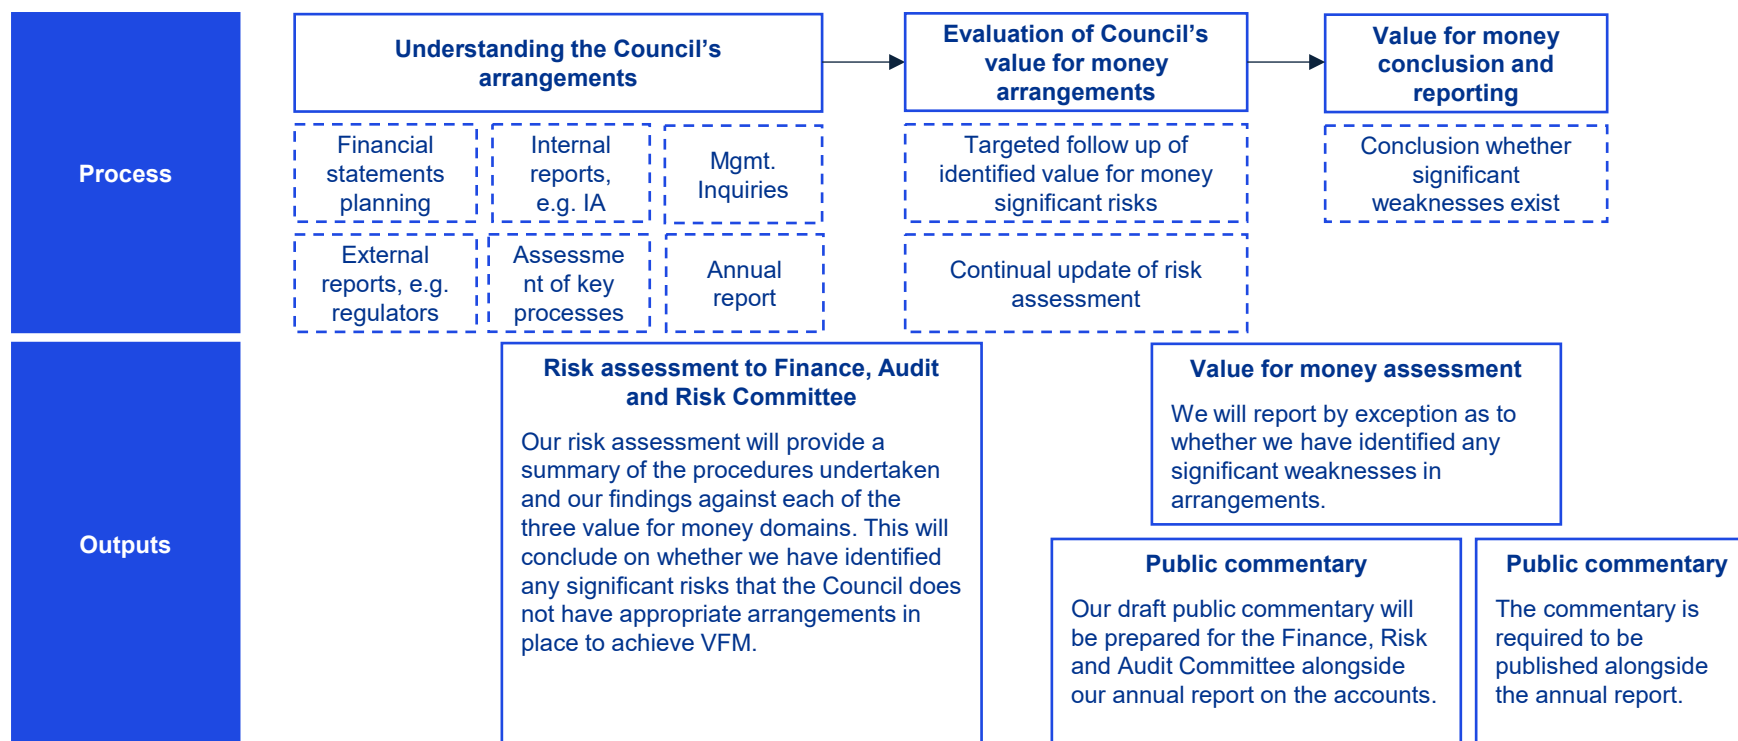 Process
Understanding the Council’s
arrangements
Evaluation of Council’s
value for money
arrangements
Value for money
conclusion and
reporting
Financial
statements
planning
Internal
reports,
e.g. IA
Mgmt.
Inquiries
Targeted follow up of
identified value for money
significant risks
Conclusion whether
significant
weaknesses exist
External
reports, e.g.
regulators
Assessme
nt of key
processes
Annual
report
Continual update of risk
assessment
Outputs
Risk assessment to Finance, Audit
and Risk Committee
Our risk assessment will provide a
summary of the procedures undertaken
and our findings against each of the
three value for money domains. This will
conclude on whether we have identified
any significant risks that the Council does
not have appropriate arrangements in
place to achieve VFM.
Value for money assessment
We will report by exception as to
whether we have identified any
significant weaknesses in
arrangements.
Public commentary
Our draft public commentary will
be prepared for the Finance, Risk
and Audit Committee alongside
our annual report on the accounts.
Public commentary
The commentary is
required to be
published alongside
the annual report.